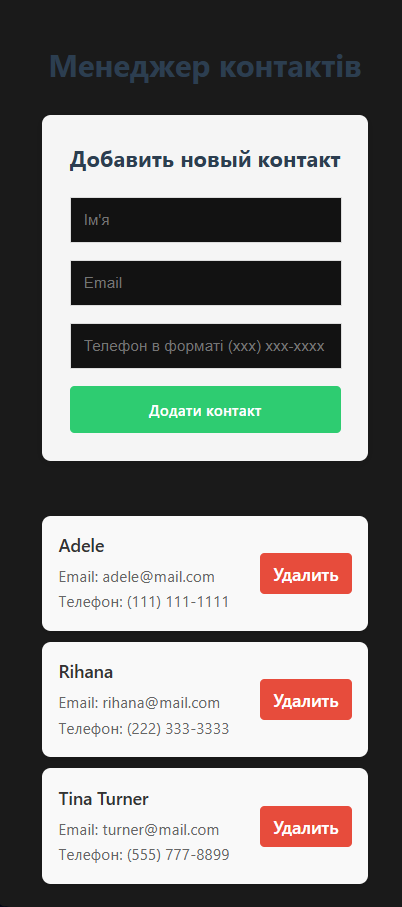 Менеджер контактів
Добавить новый контакт
Ім'я
Email
Телефон в форматі (xxx) xxx-xxxx
Додати контакт
Adele
Email: adele@mail.com
Телефон: (111) 111-1111
Удалить
Rihana
Email: rihana@mail.com
Телефон: (222) 333-3333
Удалить
Tina Turner
Email: turner@mail.com
Телефон: (555) 777-8899
Удалить